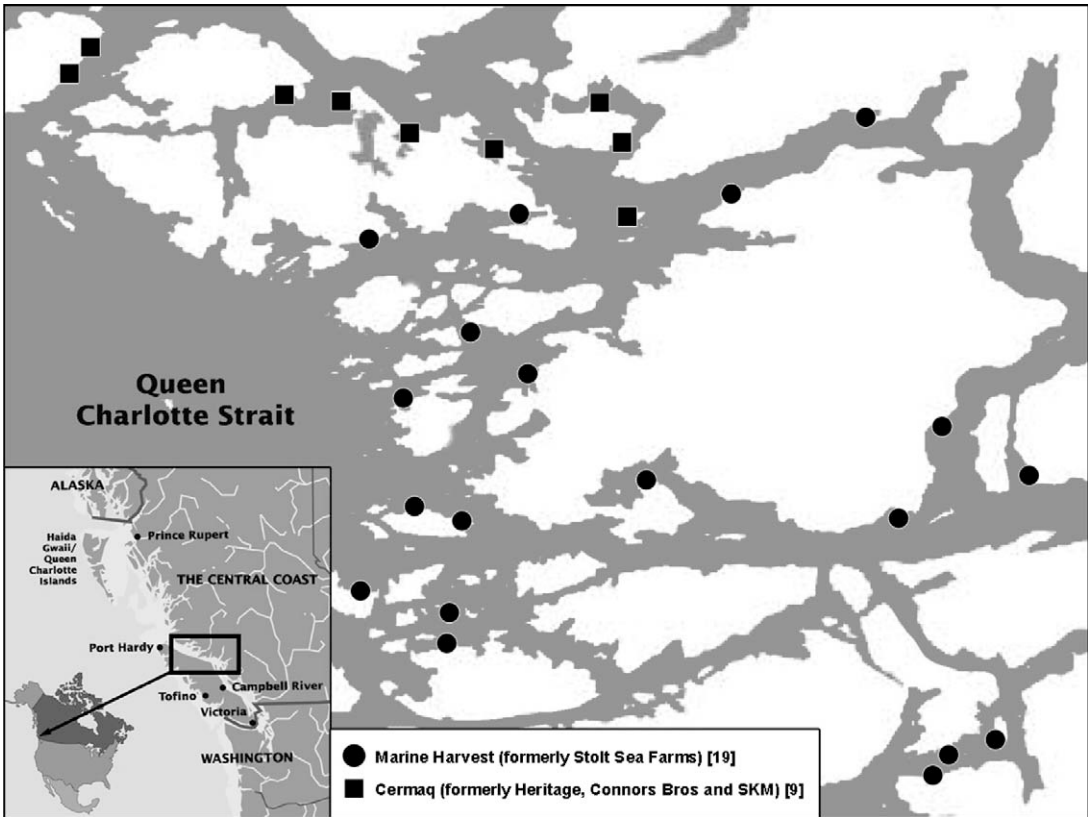 Queen
Charlotte Strait
ALASKA
Prince Rupert
Haida
Gwaii/
Queen
Charlotte
Islands
THE CENTRAL COAST
Port Hardy
Campbell River
Tofino
Victoria
WASHINGTON
Marine Harvest (formerly Stolt Sea Farms) [19]
Cermaq (formerly Heritage, Connors Bros and SKM) [9]